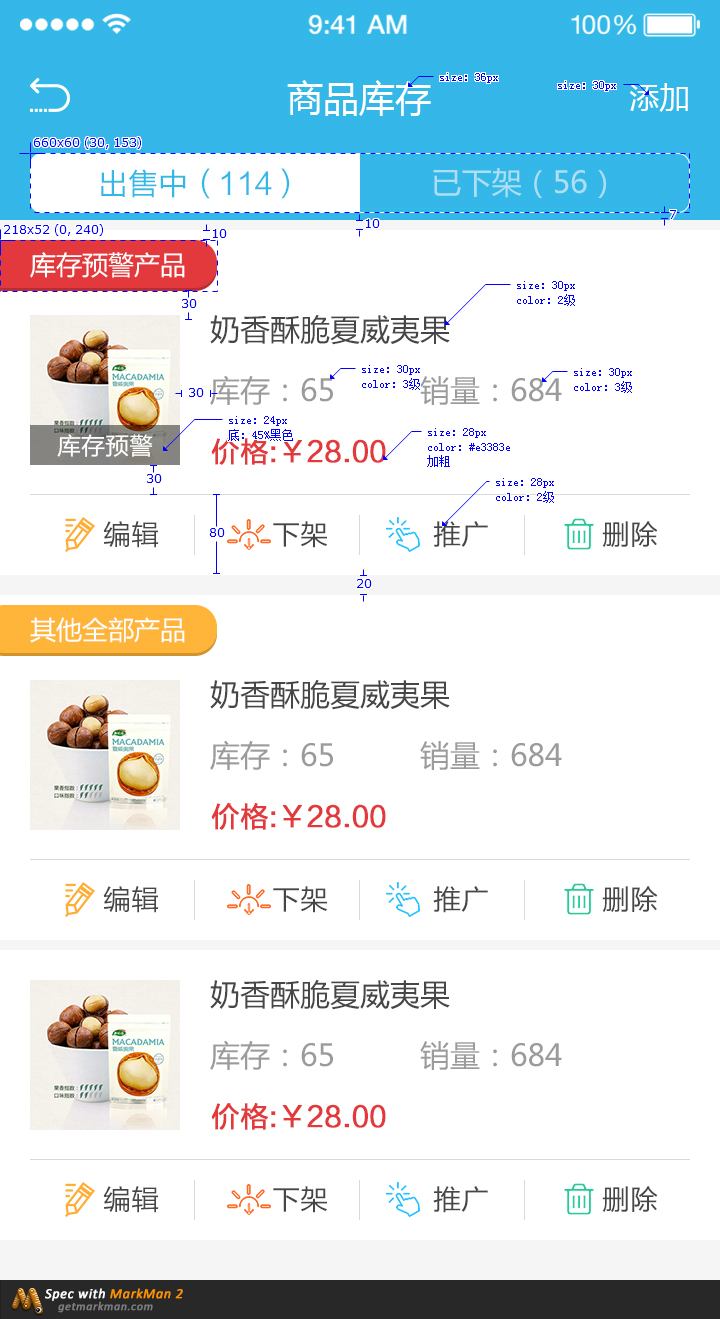 9:41 AM 100%
商品库存 size: 36px size: 30px 添加
660x60 (30, 153)
出售中（114） 已下架（56）
7
218x52 (0, 240) 10 10
库存预警产品
30
size: 30px
color: 2级
奶香酥脆夏威夷果
MACADAMIA
size: 30px
color: 3级
size: 30px
color: 3级
30 库存：65 销量：684
size: 24px
底: 45%黑色
size: 28px
color: #e3383e
加粗
库存预警 价格:￥28.00
30
size: 28px
color: 2级
80
编辑 下架 推广 删除
20
其他全部产品
奶香酥脆夏威夷果
MACADAMIA
库存：65 销量：684
价格:￥28.00
编辑 下架 推广 删除
奶香酥脆夏威夷果
MACADAMIA
库存：65 销量：684
价格:￥28.00
编辑 下架 推广 删除
Spec with MarkMan 2
getmarkman.com